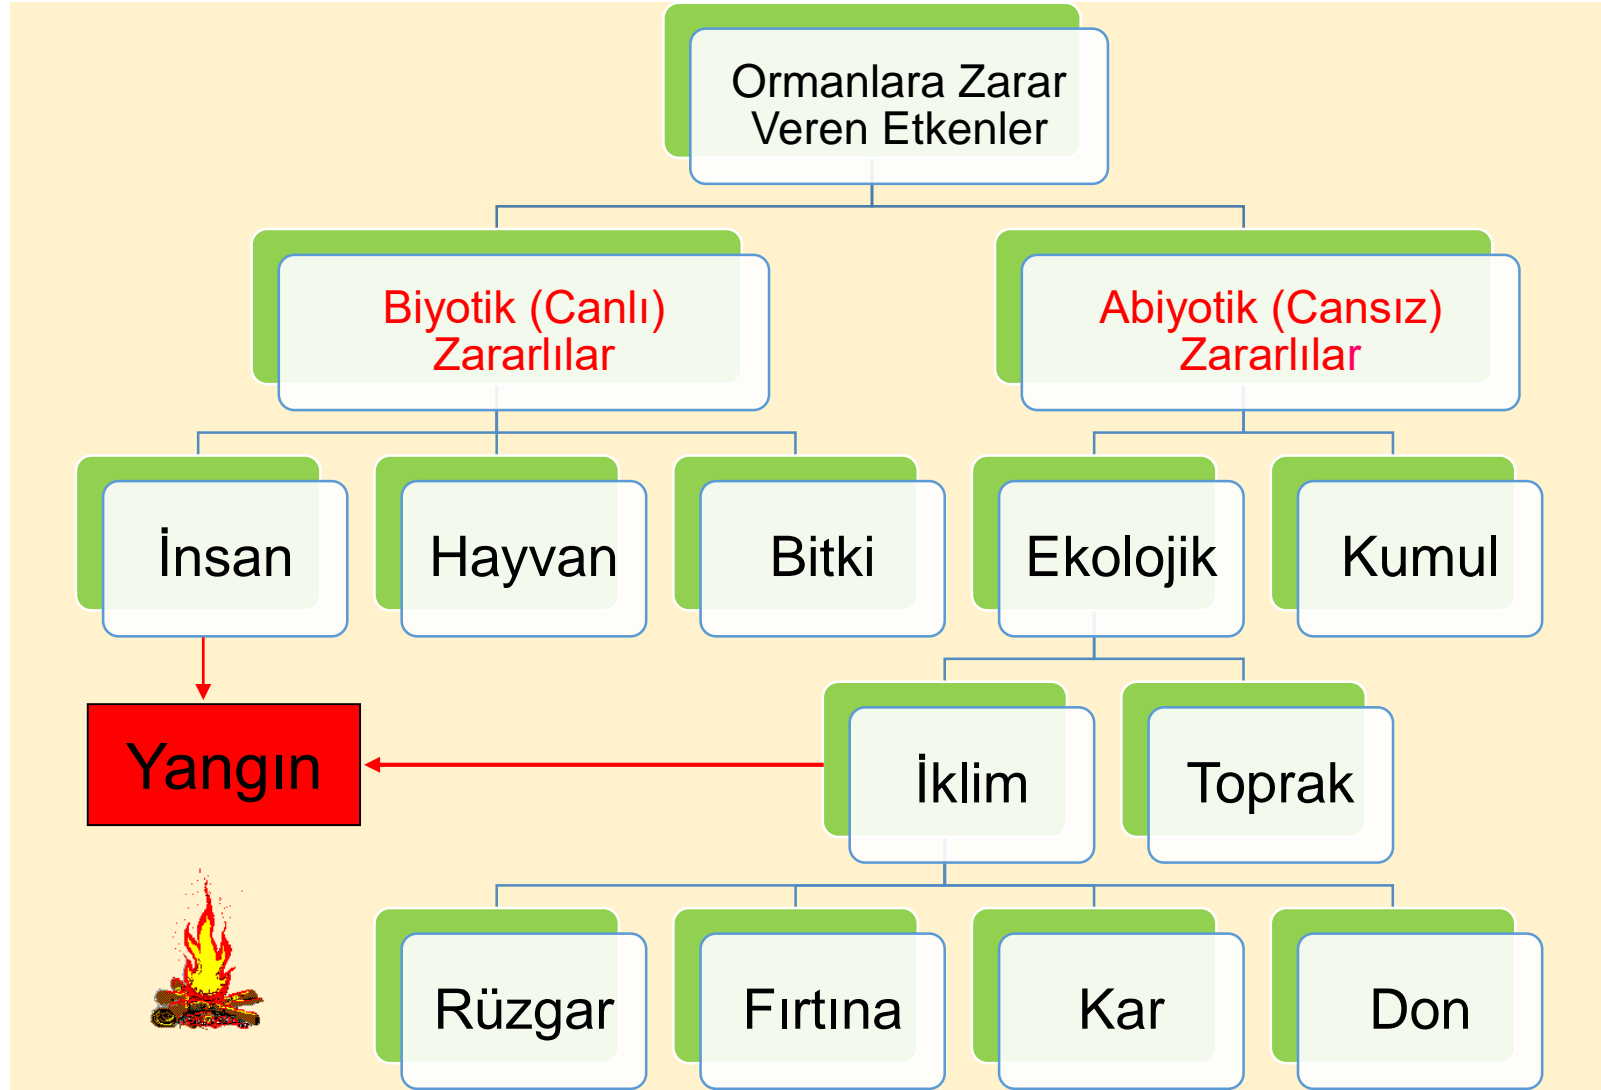 Ormanlara Zarar
Veren Etkenler
Biyotik (Canlı)
Zararlılar
Abiyotik (Cansız)
Zararlılar
İnsan
Hayvan
Bitki
Ekolojik
Kumul
Yangın
İklim
Toprak
Rüzgar
Fırtına
Kar
Don